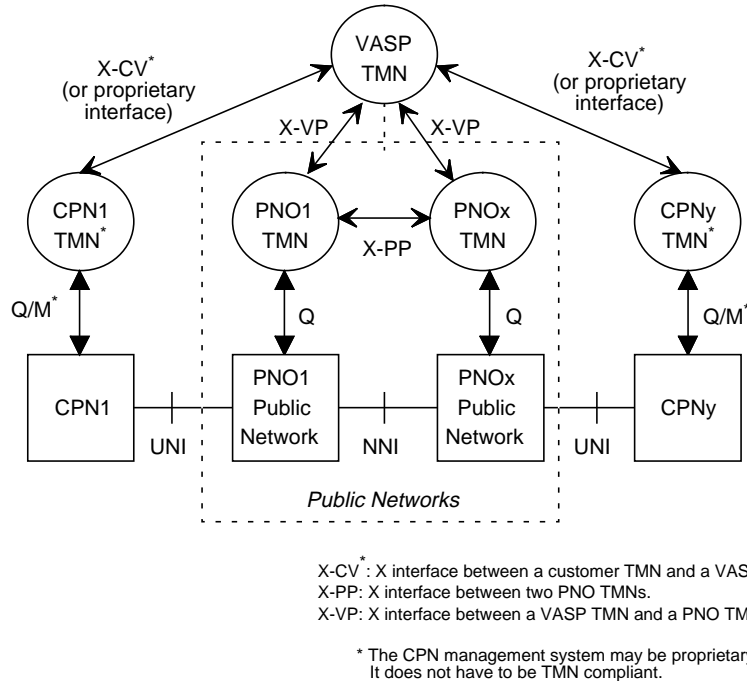 VASP
TMN
X-CV*
(or proprietary
interface)
X-CV*
(or proprietary
interface)
X-VP
X-VP
CPN1
TMN*
PNO1
TMN
PNOx
TMN
CPNy
TMN*
X-PP
Q/M*
Q
Q
Q/M*
CPN1
PNO1
Public
Network
PNOx
Public
Network
CPNy
UNI
NNI
UNI
Public Networks
X-CV*: X interface between a customer TMN and a VAS
X-PP: X interface between two PNO TMNs.
X-VP: X interface between a VASP TMN and a PNO TM
* The CPN management system may be proprietary
It does not have to be TMN compliant.